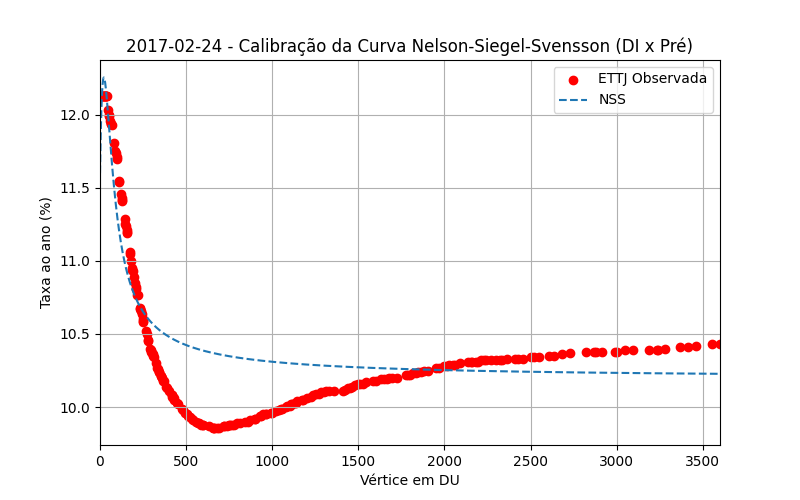 2017-02-24 - Calibração da Curva Nelson-Siegel-Svensson (DI x Pré)
ETTJ Observada
NSS
Taxa ao ano (%)
12.0
11.5
11.0
10.5
10.0
0 500 1000 1500 2000 2500 3000 3500
Vértice em DU